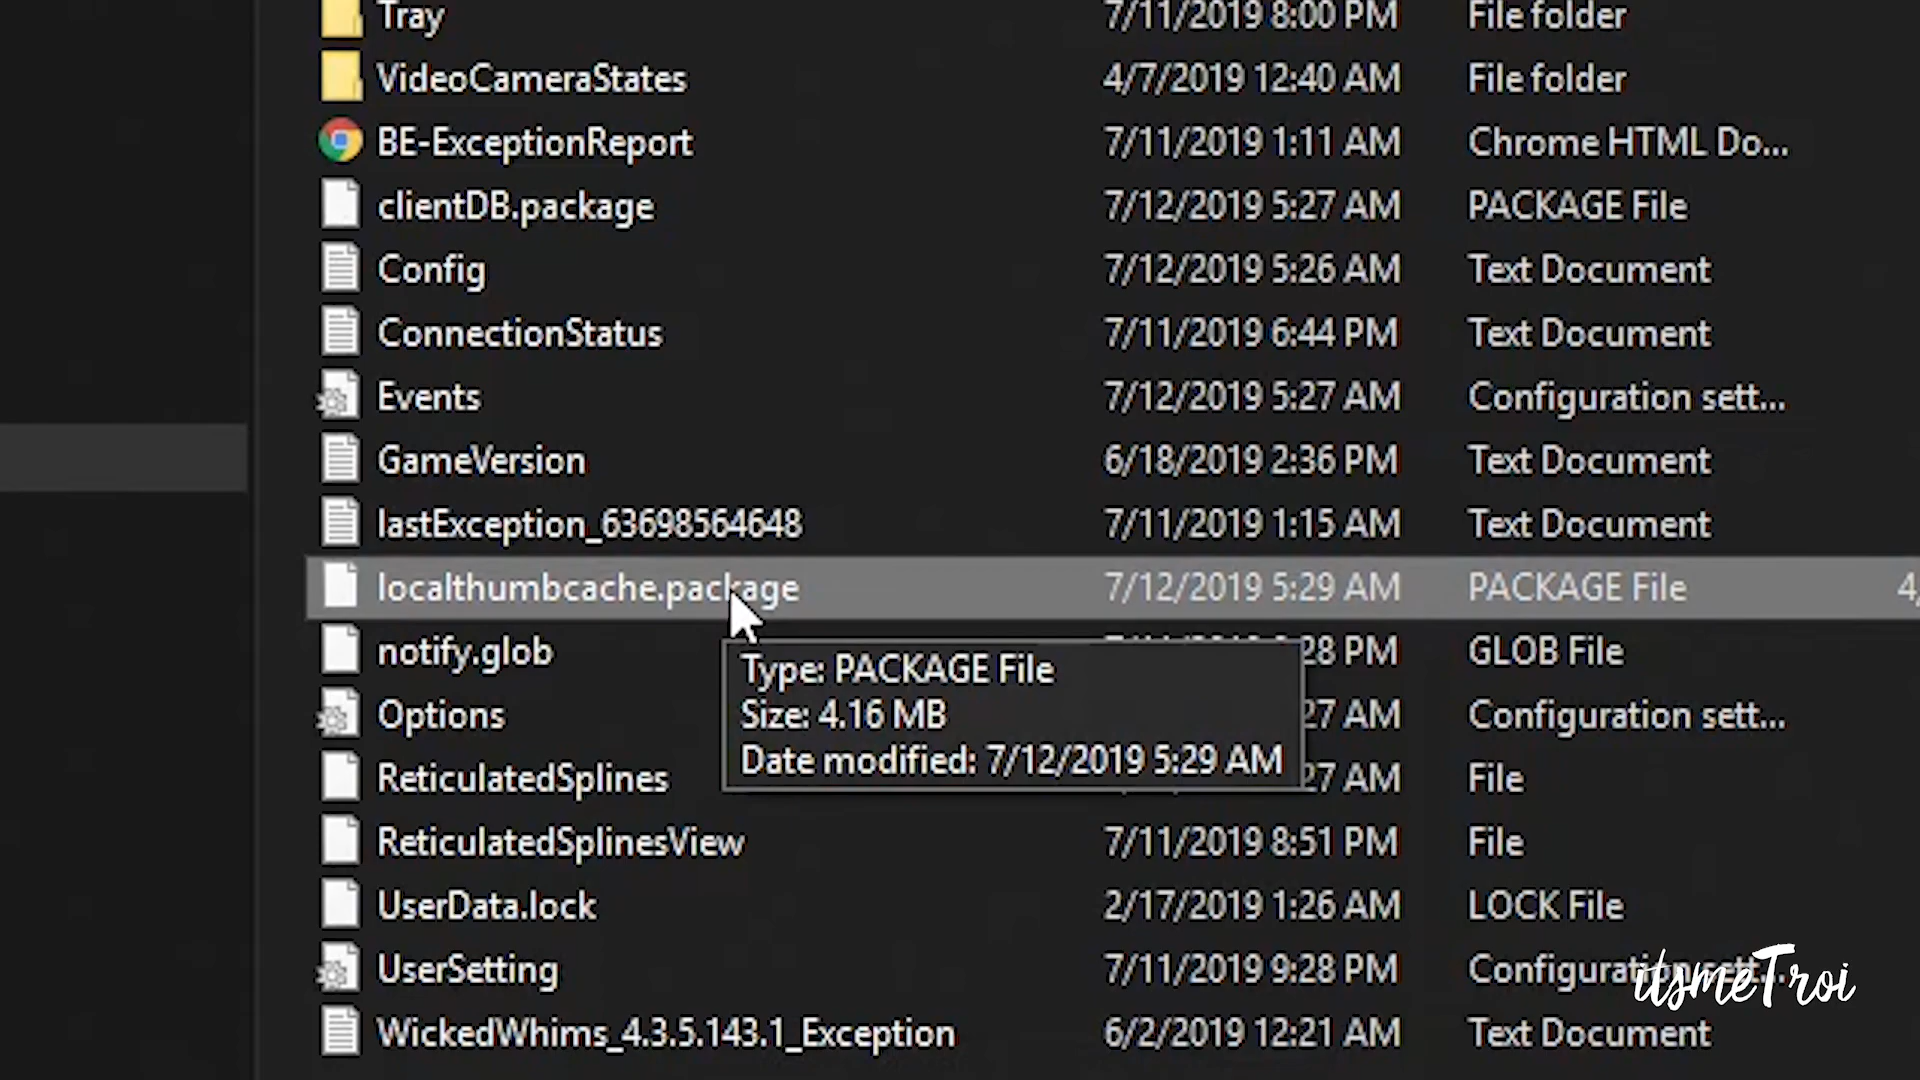 Tray 7/11/2019 8:00 PM File folder
VideoCameraStates 4/7/2019 12:40 AM File folder
BE-ExceptionReport 7/11/2019 1:11 AM Chrome HTML Do...
clientDB.package 7/12/2019 5:27 AM PACKAGE File
Config 7/12/2019 5:26 AM Text Document
ConnectionStatus 7/11/2019 6:44 PM Text Document
Events 7/12/2019 5:27 AM Configuration sett...
GameVersion 6/18/2019 2:36 PM Text Document
lastException_63698564648 7/11/2019 1:15 AM Text Document
localthumbcache.package 7/12/2019 5:29 AM PACKAGE File 4,
notify.glob 28 PM GLOB File
Type: PACKAGE File
Options 27 AM Configuration sett...
Size: 4.16 MB
Date modified: 7/12/2019 5:29 AM
ReticulatedSplines 27 AM File
ReticulatedSplinesView 7/11/2019 8:51 PM File
UserData.lock 2/17/2019 1:26 AM LOCK File
UserSetting 7/11/2019 9:28 PM Configuration sett...
itsmeTroi
WickedWhims_4.3.5.143.1_Exception 6/2/2019 12:21 AM Text Document